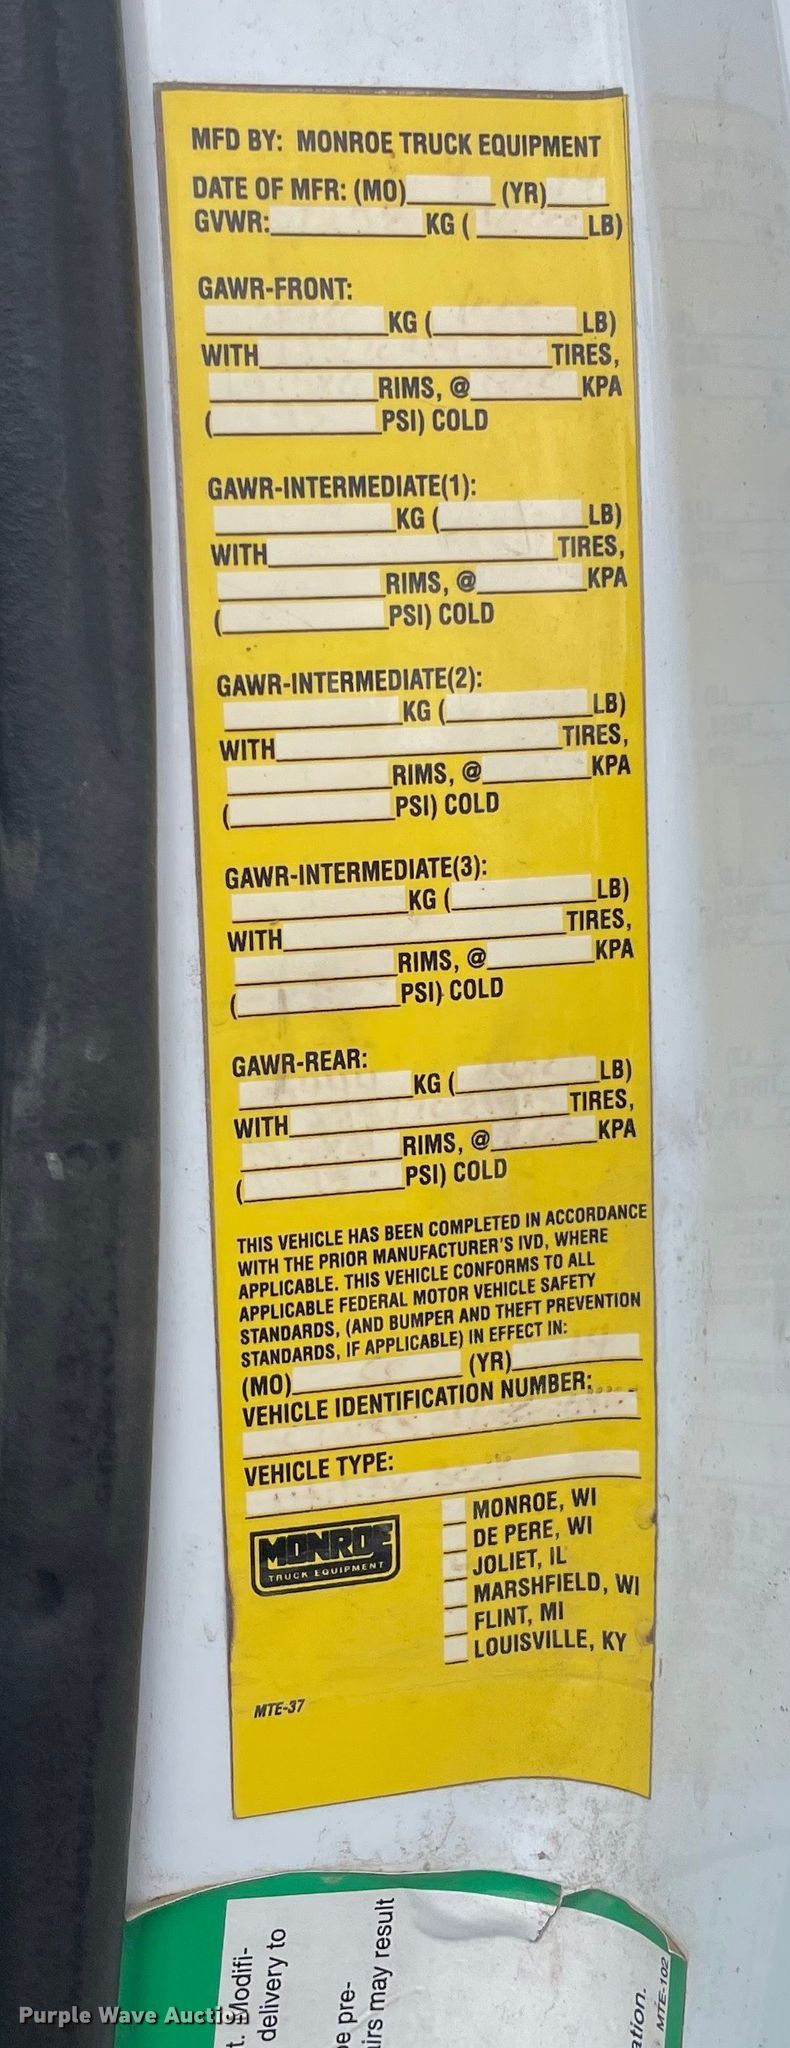 MFD BY: MONROE TRUCK EQUIPMENT
DATE OF MFR: (MO) (YR)
GVWR: KG ( LB)
GAWR-FRONT:
KG ( LB)
WITH TIRES,
RIMS, @ KPA
( PSI) COLD
GAWR-INTERMEDIATE(1):
KG ( LB)
WITH TIRES,
RIMS, @ KPA
( PSI) COLD
GAWR-INTERMEDIATE(2):
KG ( LB)
WITH TIRES,
RIMS, @ KPA
( PSI) COLD
GAWR-INTERMEDIATE(3):
KG ( LB)
WITH TIRES,
RIMS, @ KPA
( PSI) COLD
GAWR-REAR:
KG ( LB)
WITH TIRES,
RIMS, @ KPA
( PSI) COLD
THIS VEHICLE HAS BEEN COMPLETED IN ACCORDANCE
WITH THE PRIOR MANUFACTURER'S IVD, WHERE
APPLICABLE. THIS VEHICLE CONFORMS TO ALL
APPLICABLE FEDERAL MOTOR VEHICLE SAFETY
STANDARDS, (AND BUMPER AND THEFT PREVENTION
STANDARDS, IF APPLICABLE) IN EFFECT IN:
(MO) (YR)
VEHICLE IDENTIFICATION NUMBER:
VEHICLE TYPE:
MONROE, WI
DE PERE, WI
JOLIET, IL
MARSHFIELD, WI
FLINT, MI
LOUISVILLE, KY
MONROE
TRUCK EQUIPMENT
MTE-37
t. Modifi-
delivery to
be pre-
airs may result
ation.
MTE-102
Purple Wave Auction